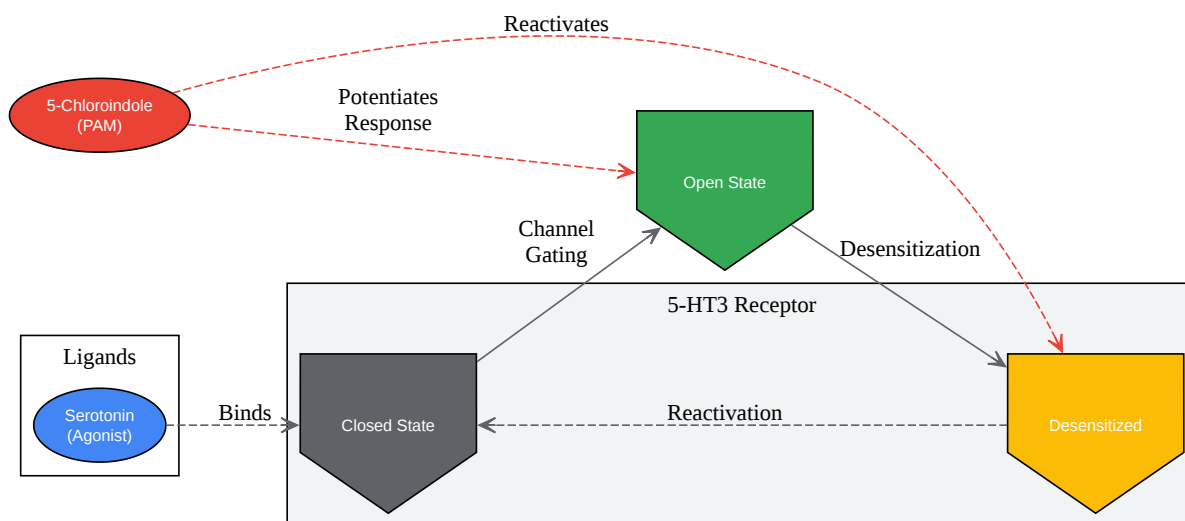 Reactivates
5-Chloroindole
(PAM)
Potentiates
Response
Open State
Channel
Gating
Desensitization
5-HT3 Receptor
Ligands
Serotonin
(Agonist)
Binds
Closed State
Reactivation
Desensitized